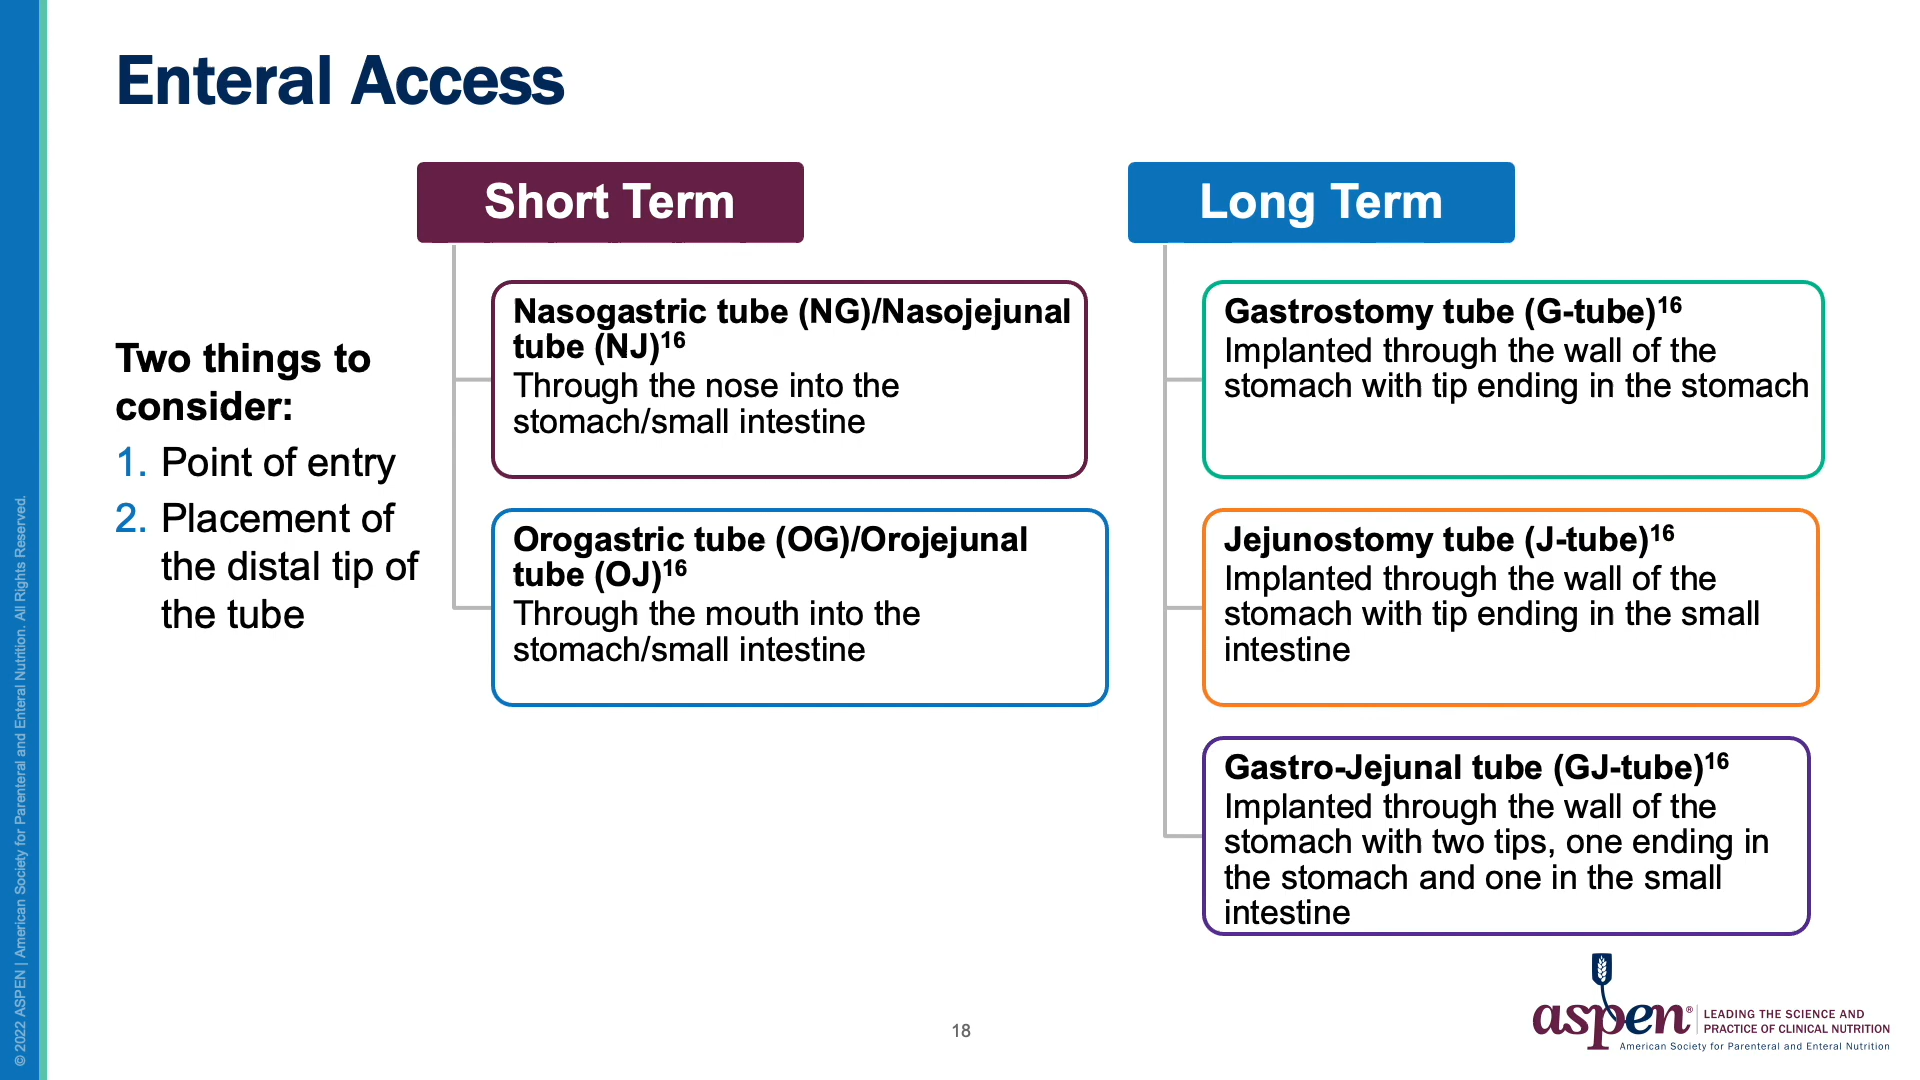 Enteral Access
Two things to
consider:
1. Point of entry
2. Placement of
the distal tip of
the tube
Short Term
Nasogastric tube (NG)/Nasojejunal
tube (NJ)16
Through the nose into the
stomach/small intestine
Orogastric tube (OG)/Orojejunal
tube (OJ)16
Through the mouth into the
stomach/small intestine
Long Term
Gastrostomy tube (G-tube)16
Implanted through the wall of the
stomach with tip ending in the stomach
Jejunostomy tube (J-tube)16
Implanted through the wall of the
stomach with tip ending in the small
intestine
Gastro-Jejunal tube (GJ-tube)16
Implanted through the wall of the
stomach with two tips, one ending in
the stomach and one in the small
intestine
© 2022 ASPEN | American Society for Parenteral and Enteral Nutrition. All Rights Reserved.
18
aspen®
LEADING THE SCIENCE AND
PRACTICE OF CLINICAL NUTRITION
American Society for Parenteral and Enteral Nutrition